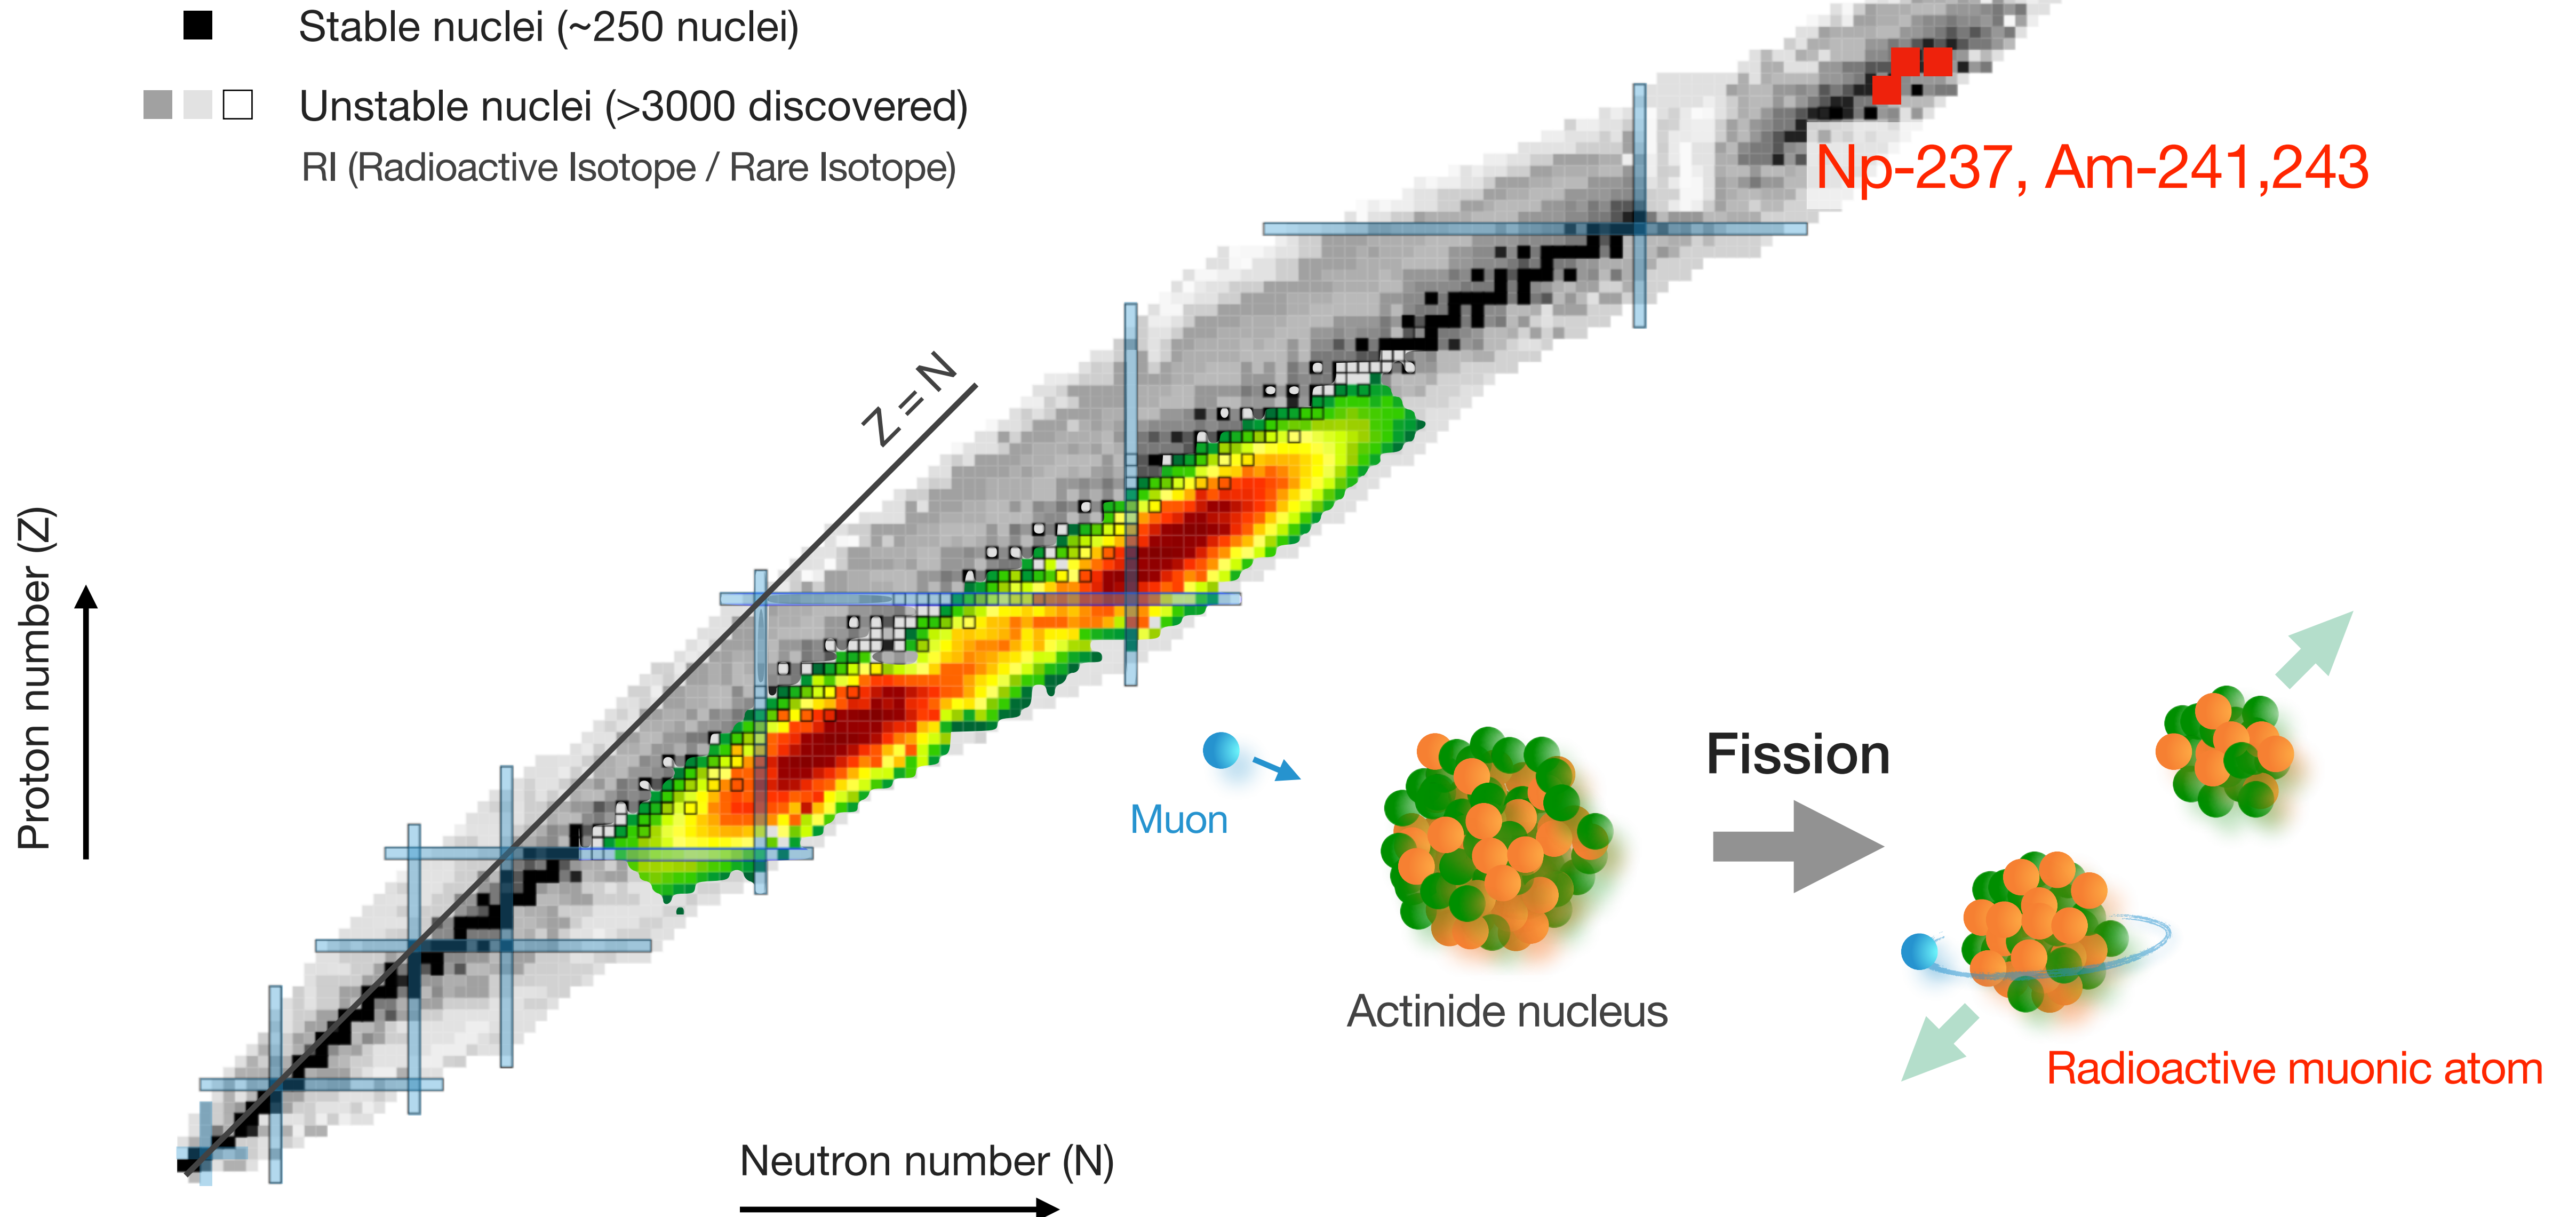 Stable nuclei (~250 nuclei)
Unstable nuclei (>3000 discovered)
RI (Radioactive Isotope / Rare Isotope)
Np-237, Am-241,243
Z = N
Proton number (Z)
Muon
Fission
Actinide nucleus
Radioactive muonic atom
Neutron number (N)